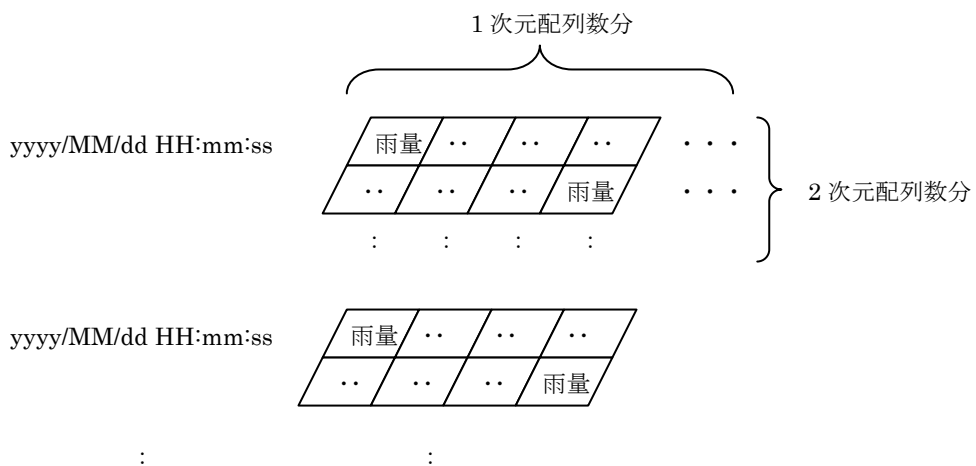 1 次元配列数分
yyyy/MM/dd HH:mm:ss
雨量 ‥ ‥ ‥ ・・・
‥ ‥ ‥ 雨量 ・・・
2 次元配列数分
: : : :
yyyy/MM/dd HH:mm:ss
雨量 ‥ ‥ ‥
‥ ‥ ‥ 雨量
: :